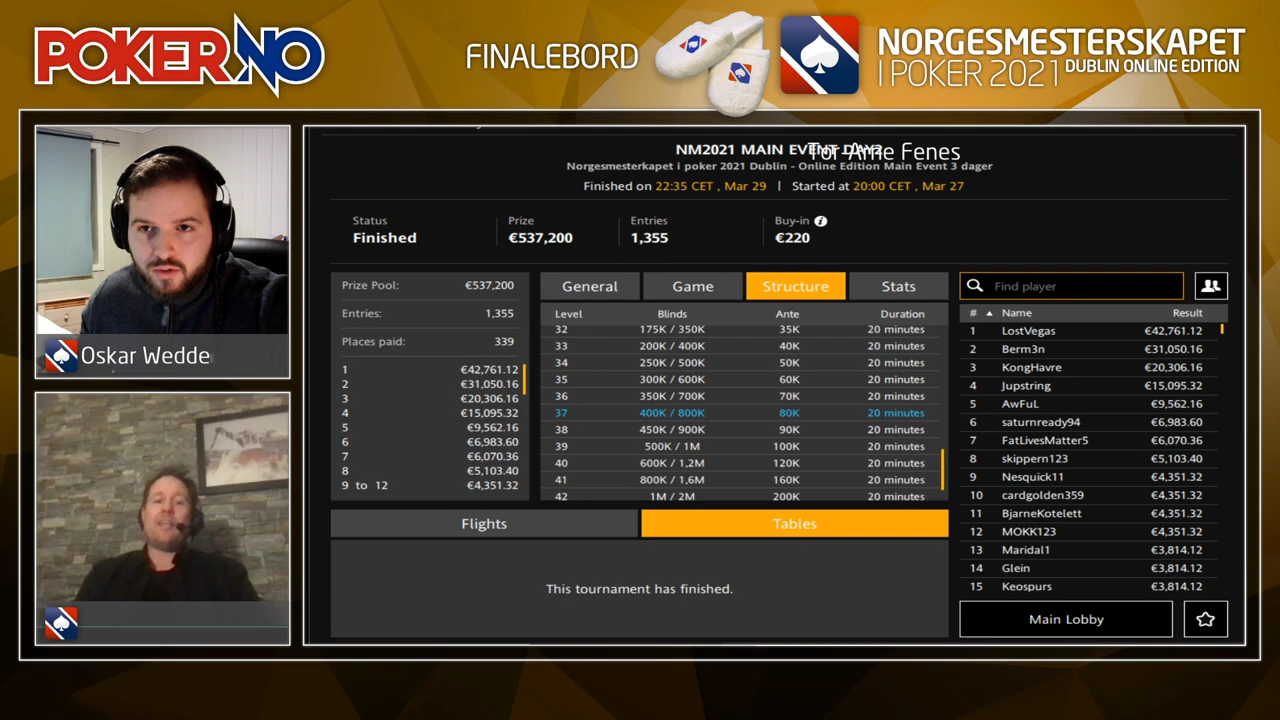 POKER.NO
FINALEBORD
NORGESMESTERSKAPET
I POKER 2021 DUBLIN ONLINE EDITION
Oskar Wedde
NM2021 MAIN EVENT DAY2
Tor Arne Fenes
Norgesmesterkapet i poker 2021 Dublin - Online Edition Main Event 3 dager
Finished on 22:35 CET , Mar 29 | Started at 20:00 CET , Mar 27
Status Prize Entries Buy-in
Finished €537,200 1,355 €220
Prize Pool: €537,200
Entries: 1,355
Places paid: 339
1 €42,761.12
2 €31,050.16
3 €20,306.16
4 €15,095.32
5 €9,562.16
6 €6,983.60
7 €6,070.36
8 €5,103.40
9 to 12 €4,351.32
General Game Structure Stats
Level Blinds Ante Duration
32 175K / 350K 35K 20 minutes
33 200K / 400K 40K 20 minutes
34 250K / 500K 50K 20 minutes
35 300K / 600K 60K 20 minutes
36 350K / 700K 70K 20 minutes
37 400K / 800K 80K 20 minutes
38 450K / 900K 90K 20 minutes
39 500K / 1M 100K 20 minutes
40 600K / 1,2M 120K 20 minutes
41 800K / 1,6M 160K 20 minutes
42 1M / 2M 200K 20 minutes
Flights Tables
This tournament has finished.
Find player
# Name Result
1 LostVegas €42,761.12
2 Berm3n €31,050.16
3 KongHavre €20,306.16
4 Jupstring €15,095.32
5 AwFuL €9,562.16
6 saturnready94 €6,983.60
7 FatLivesMatter5 €6,070.36
8 skippern123 €5,103.40
9 Nesquick11 €4,351.32
10 cardgolden359 €4,351.32
11 BjarneKotelett €4,351.32
12 MOKK123 €4,351.32
13 Maridal1 €3,814.12
14 Glein €3,814.12
15 Keospurs €3,814.12
Main Lobby